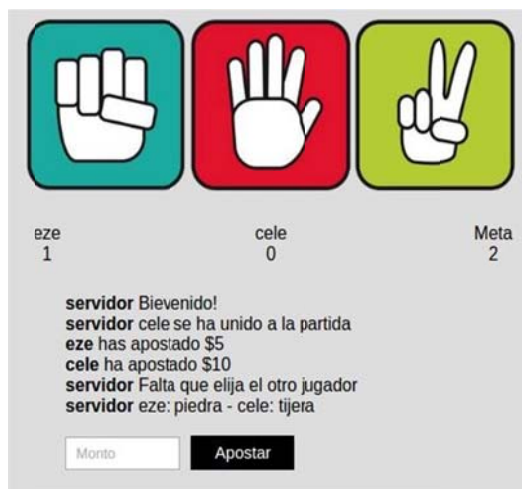 eze cele Meta
1 0 2
servidor Bievenido!
servidor cele se ha unido a la partida
eze has apostado $5
cele ha apostado $10
servidor Falta que elija el otro jugador
servidor eze: piedra - cele: tijera
Monto Apostar